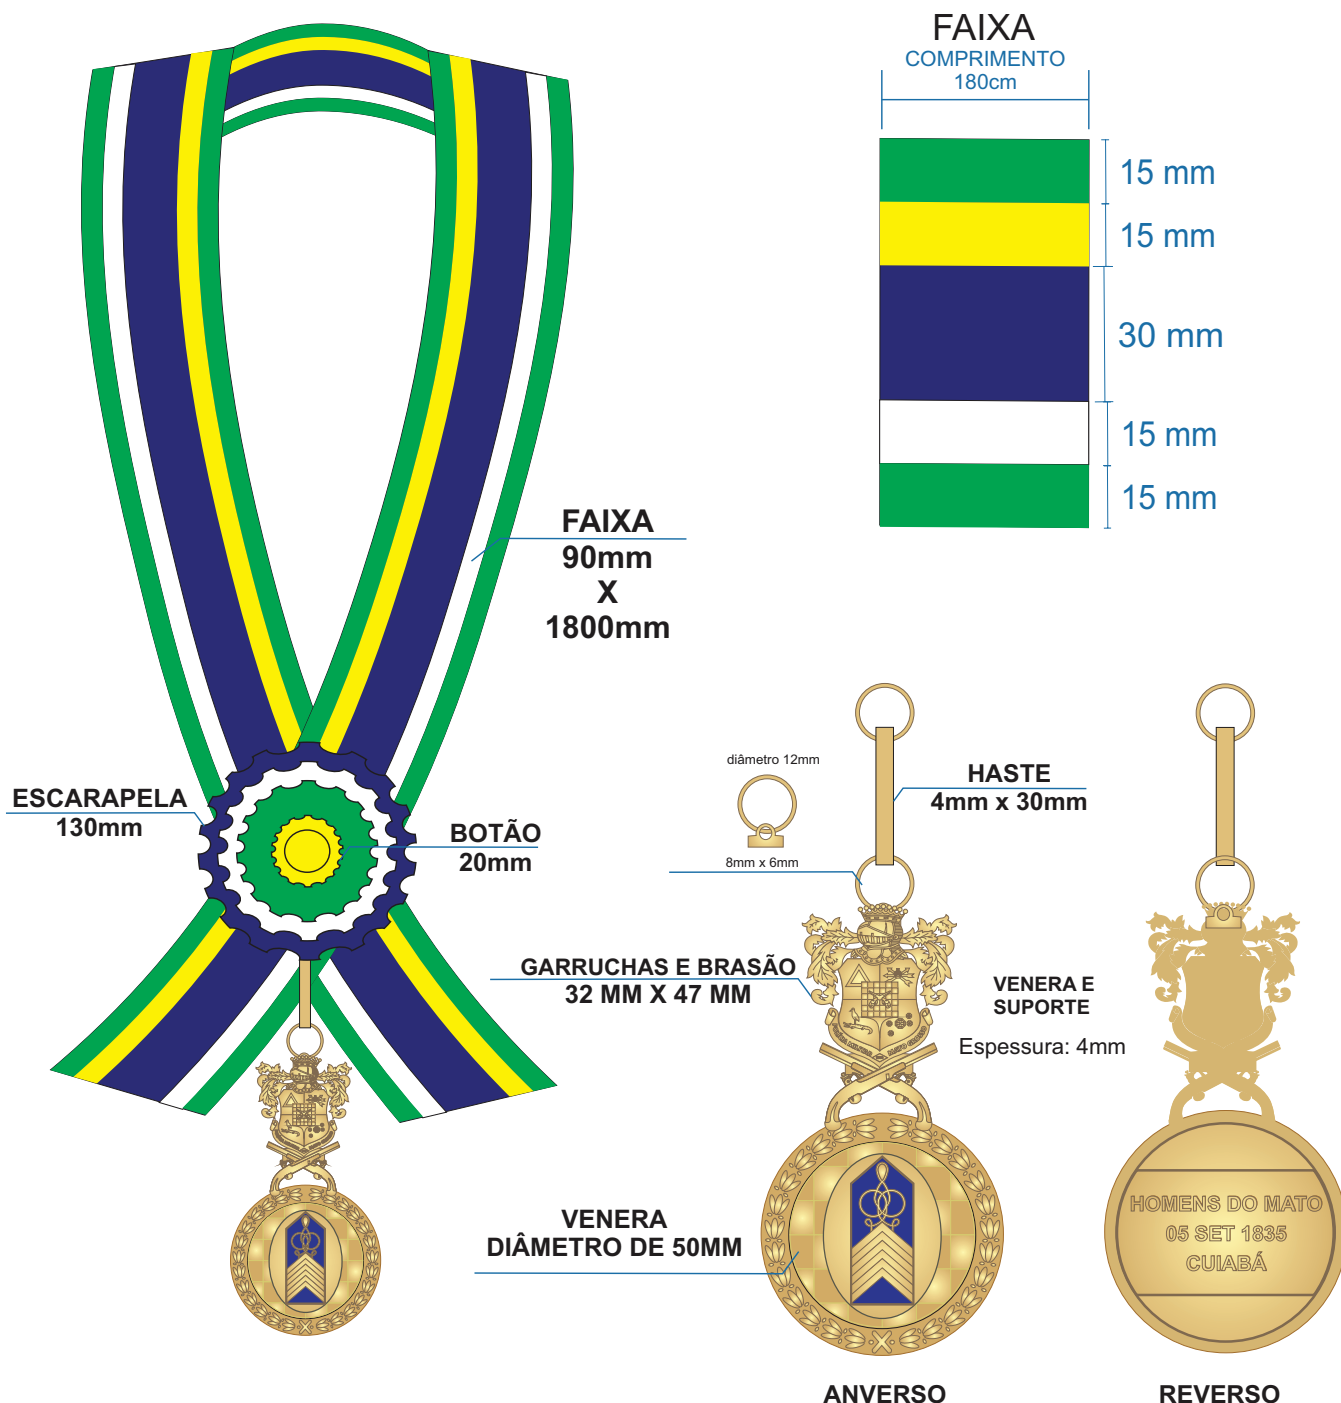 FAIXA
COMPRIMENTO
180cm
15 mm
15 mm
30 mm
15 mm
15 mm
FAIXA
90mm
X
1800mm
ESCARAPELA
130mm
BOTÃO
20mm
diâmetro 12mm
8mm x 6mm
HASTE
4mm x 30mm
GARRUCHAS E BRASÃO
32 MM X 47 MM
VENERA E
SUPORTE
Espessura: 4mm
VENERA
DIÂMETRO DE 50MM
HOMENS DO MATO
05 SET 1835
CUIABÁ
ANVERSO
REVERSO